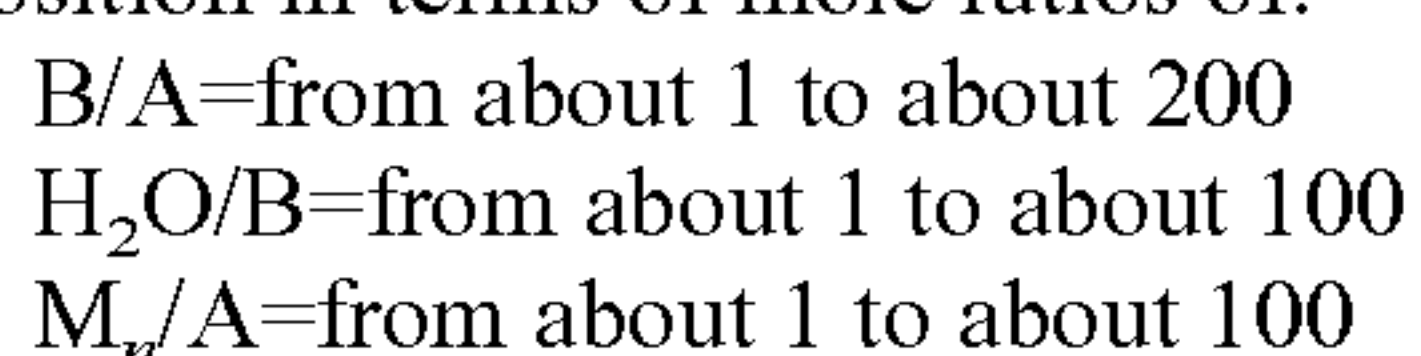 B/A=from about 1 to about 200
H₂O/B=from about 1 to about 100
M/A=from about 1 to about 100